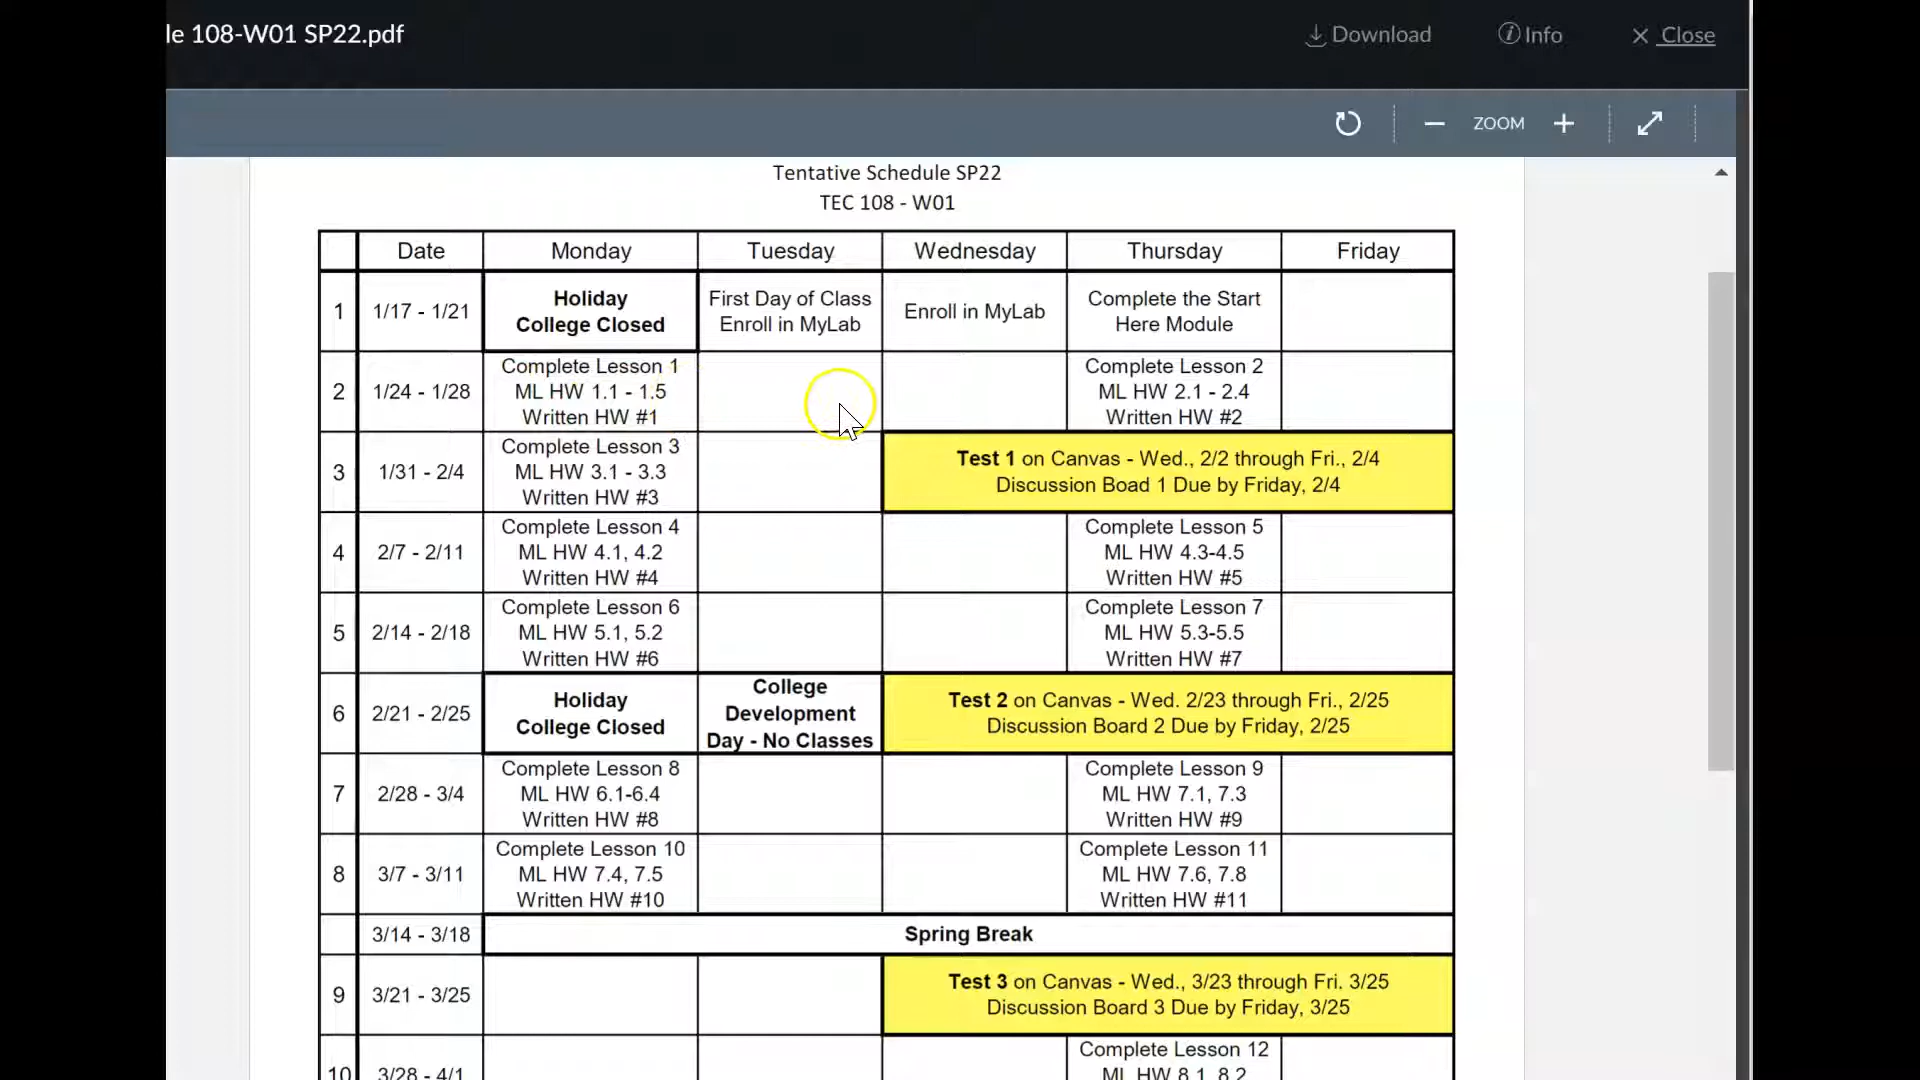 le 108-W01 SP22.pdf
Download
Info
Close
ZOOM
Tentative Schedule SP22
TEC 108 - W01
Date
Monday
Tuesday
Wednesday
Thursday
Friday
1
1/17 - 1/21
Holiday
College Closed
First Day of Class
Enroll in MyLab
Enroll in MyLab
Complete the Start
Here Module
2
1/24 - 1/28
Complete Lesson 1
ML HW 1.1 - 1.5
Written HW #1
Complete Lesson 2
ML HW 2.1 - 2.4
Written HW #2
3
1/31 - 2/4
Complete Lesson 3
ML HW 3.1 - 3.3
Written HW #3
Test 1 on Canvas - Wed., 2/2 through Fri., 2/4
Discussion Boad 1 Due by Friday, 2/4
4
2/7 - 2/11
Complete Lesson 4
ML HW 4.1, 4.2
Written HW #4
Complete Lesson 5
ML HW 4.3-4.5
Written HW #5
5
2/14 - 2/18
Complete Lesson 6
ML HW 5.1, 5.2
Written HW #6
Complete Lesson 7
ML HW 5.3-5.5
Written HW #7
6
2/21 - 2/25
Holiday
College Closed
College
Development
Day - No Classes
Test 2 on Canvas - Wed. 2/23 through Fri., 2/25
Discussion Board 2 Due by Friday, 2/25
7
2/28 - 3/4
Complete Lesson 8
ML HW 6.1-6.4
Written HW #8
Complete Lesson 9
ML HW 7.1, 7.3
Written HW #9
8
3/7 - 3/11
Complete Lesson 10
ML HW 7.4, 7.5
Written HW #10
Complete Lesson 11
ML HW 7.6, 7.8
Written HW #11
3/14 - 3/18
Spring Break
9
3/21 - 3/25
Test 3 on Canvas - Wed., 3/23 through Fri. 3/25
Discussion Board 3 Due by Friday, 3/25
10
3/28 - 4/1
Complete Lesson 12
ML HW 8.1, 8.2